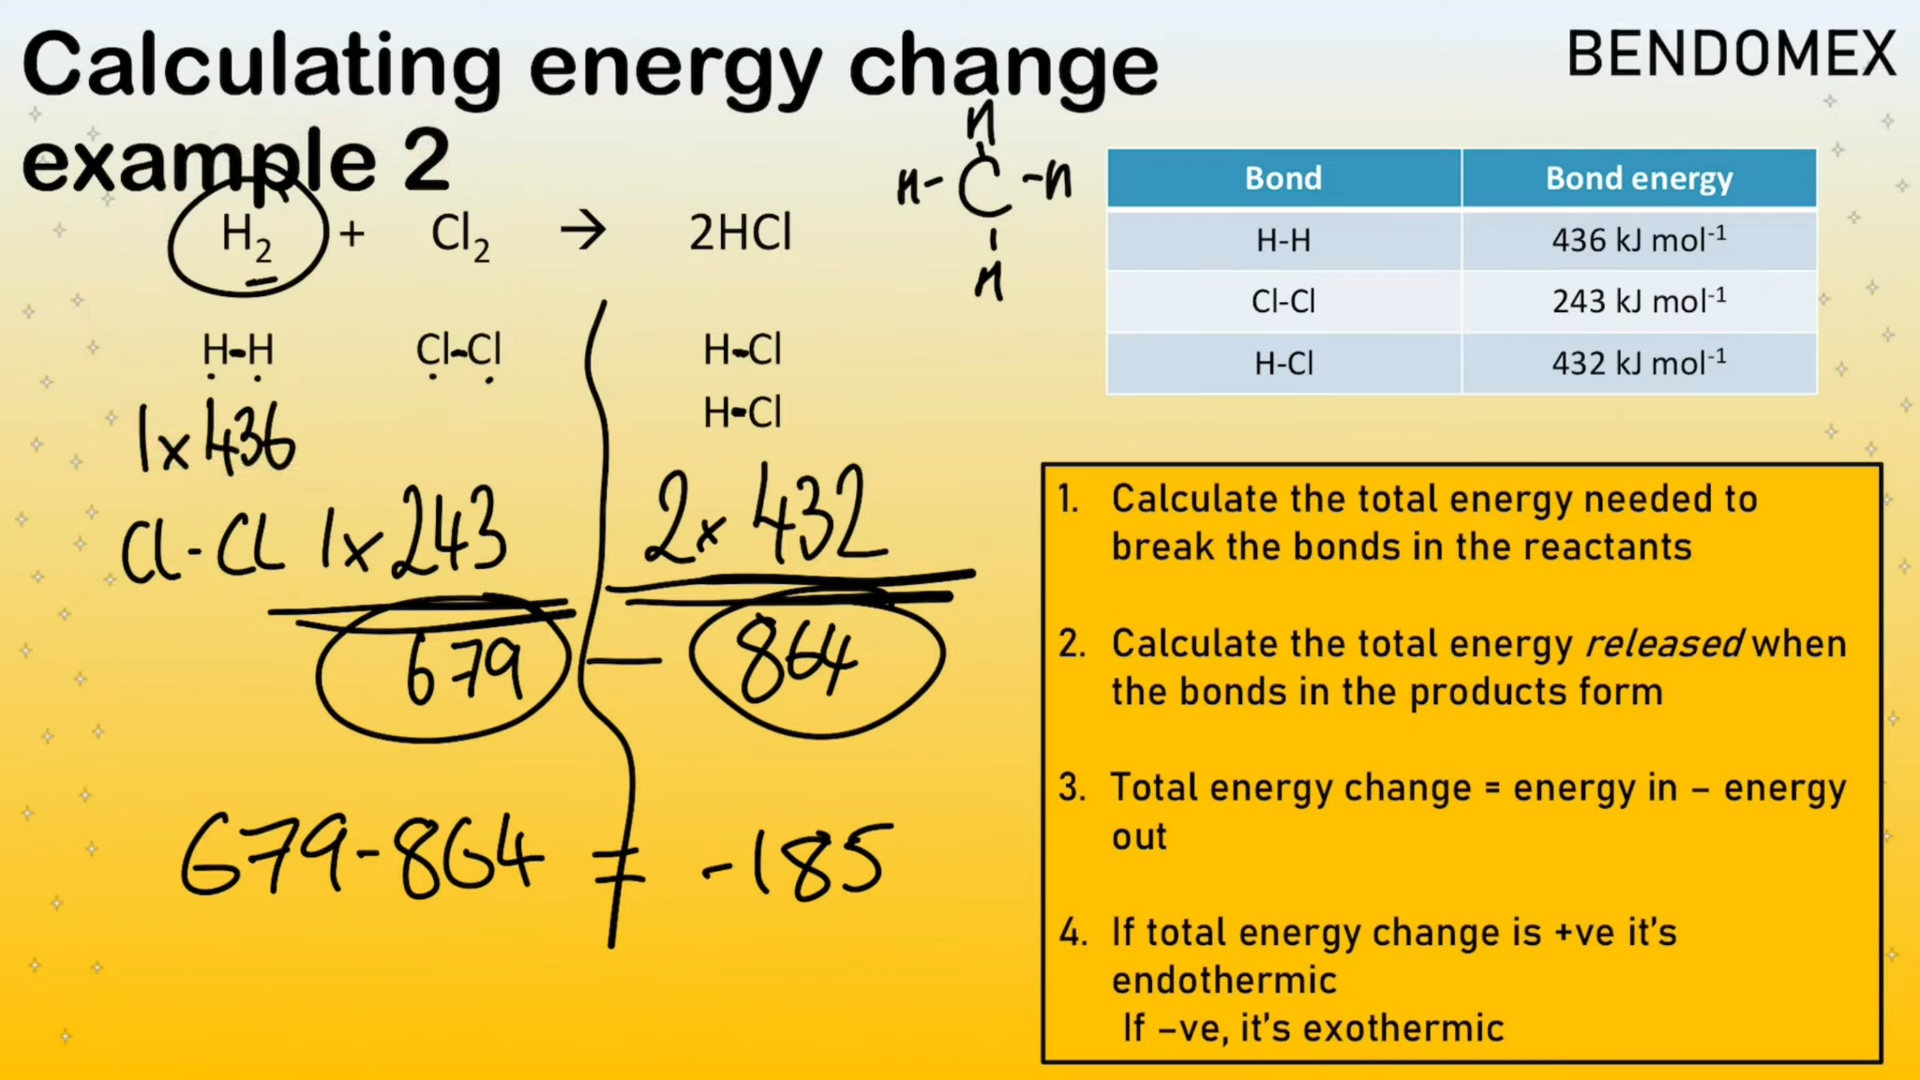 Calculating energy change
example 2
BENDOMEX
H₂ + Cl₂ → 2HCl
H-H Cl-Cl H-Cl
H-Cl
1x436
Cl-Cl 1x243
2x 432
679 — 864
679-864 = -185
H
H-C-H
H
Bond Bond energy
H-H 436 kJ mol⁻¹
Cl-Cl 243 kJ mol⁻¹
H-Cl 432 kJ mol⁻¹
1. Calculate the total energy needed to
break the bonds in the reactants
2. Calculate the total energy released when
the bonds in the products form
3. Total energy change = energy in – energy
out
4. If total energy change is +ve it's
endothermic
If –ve, it's exothermic